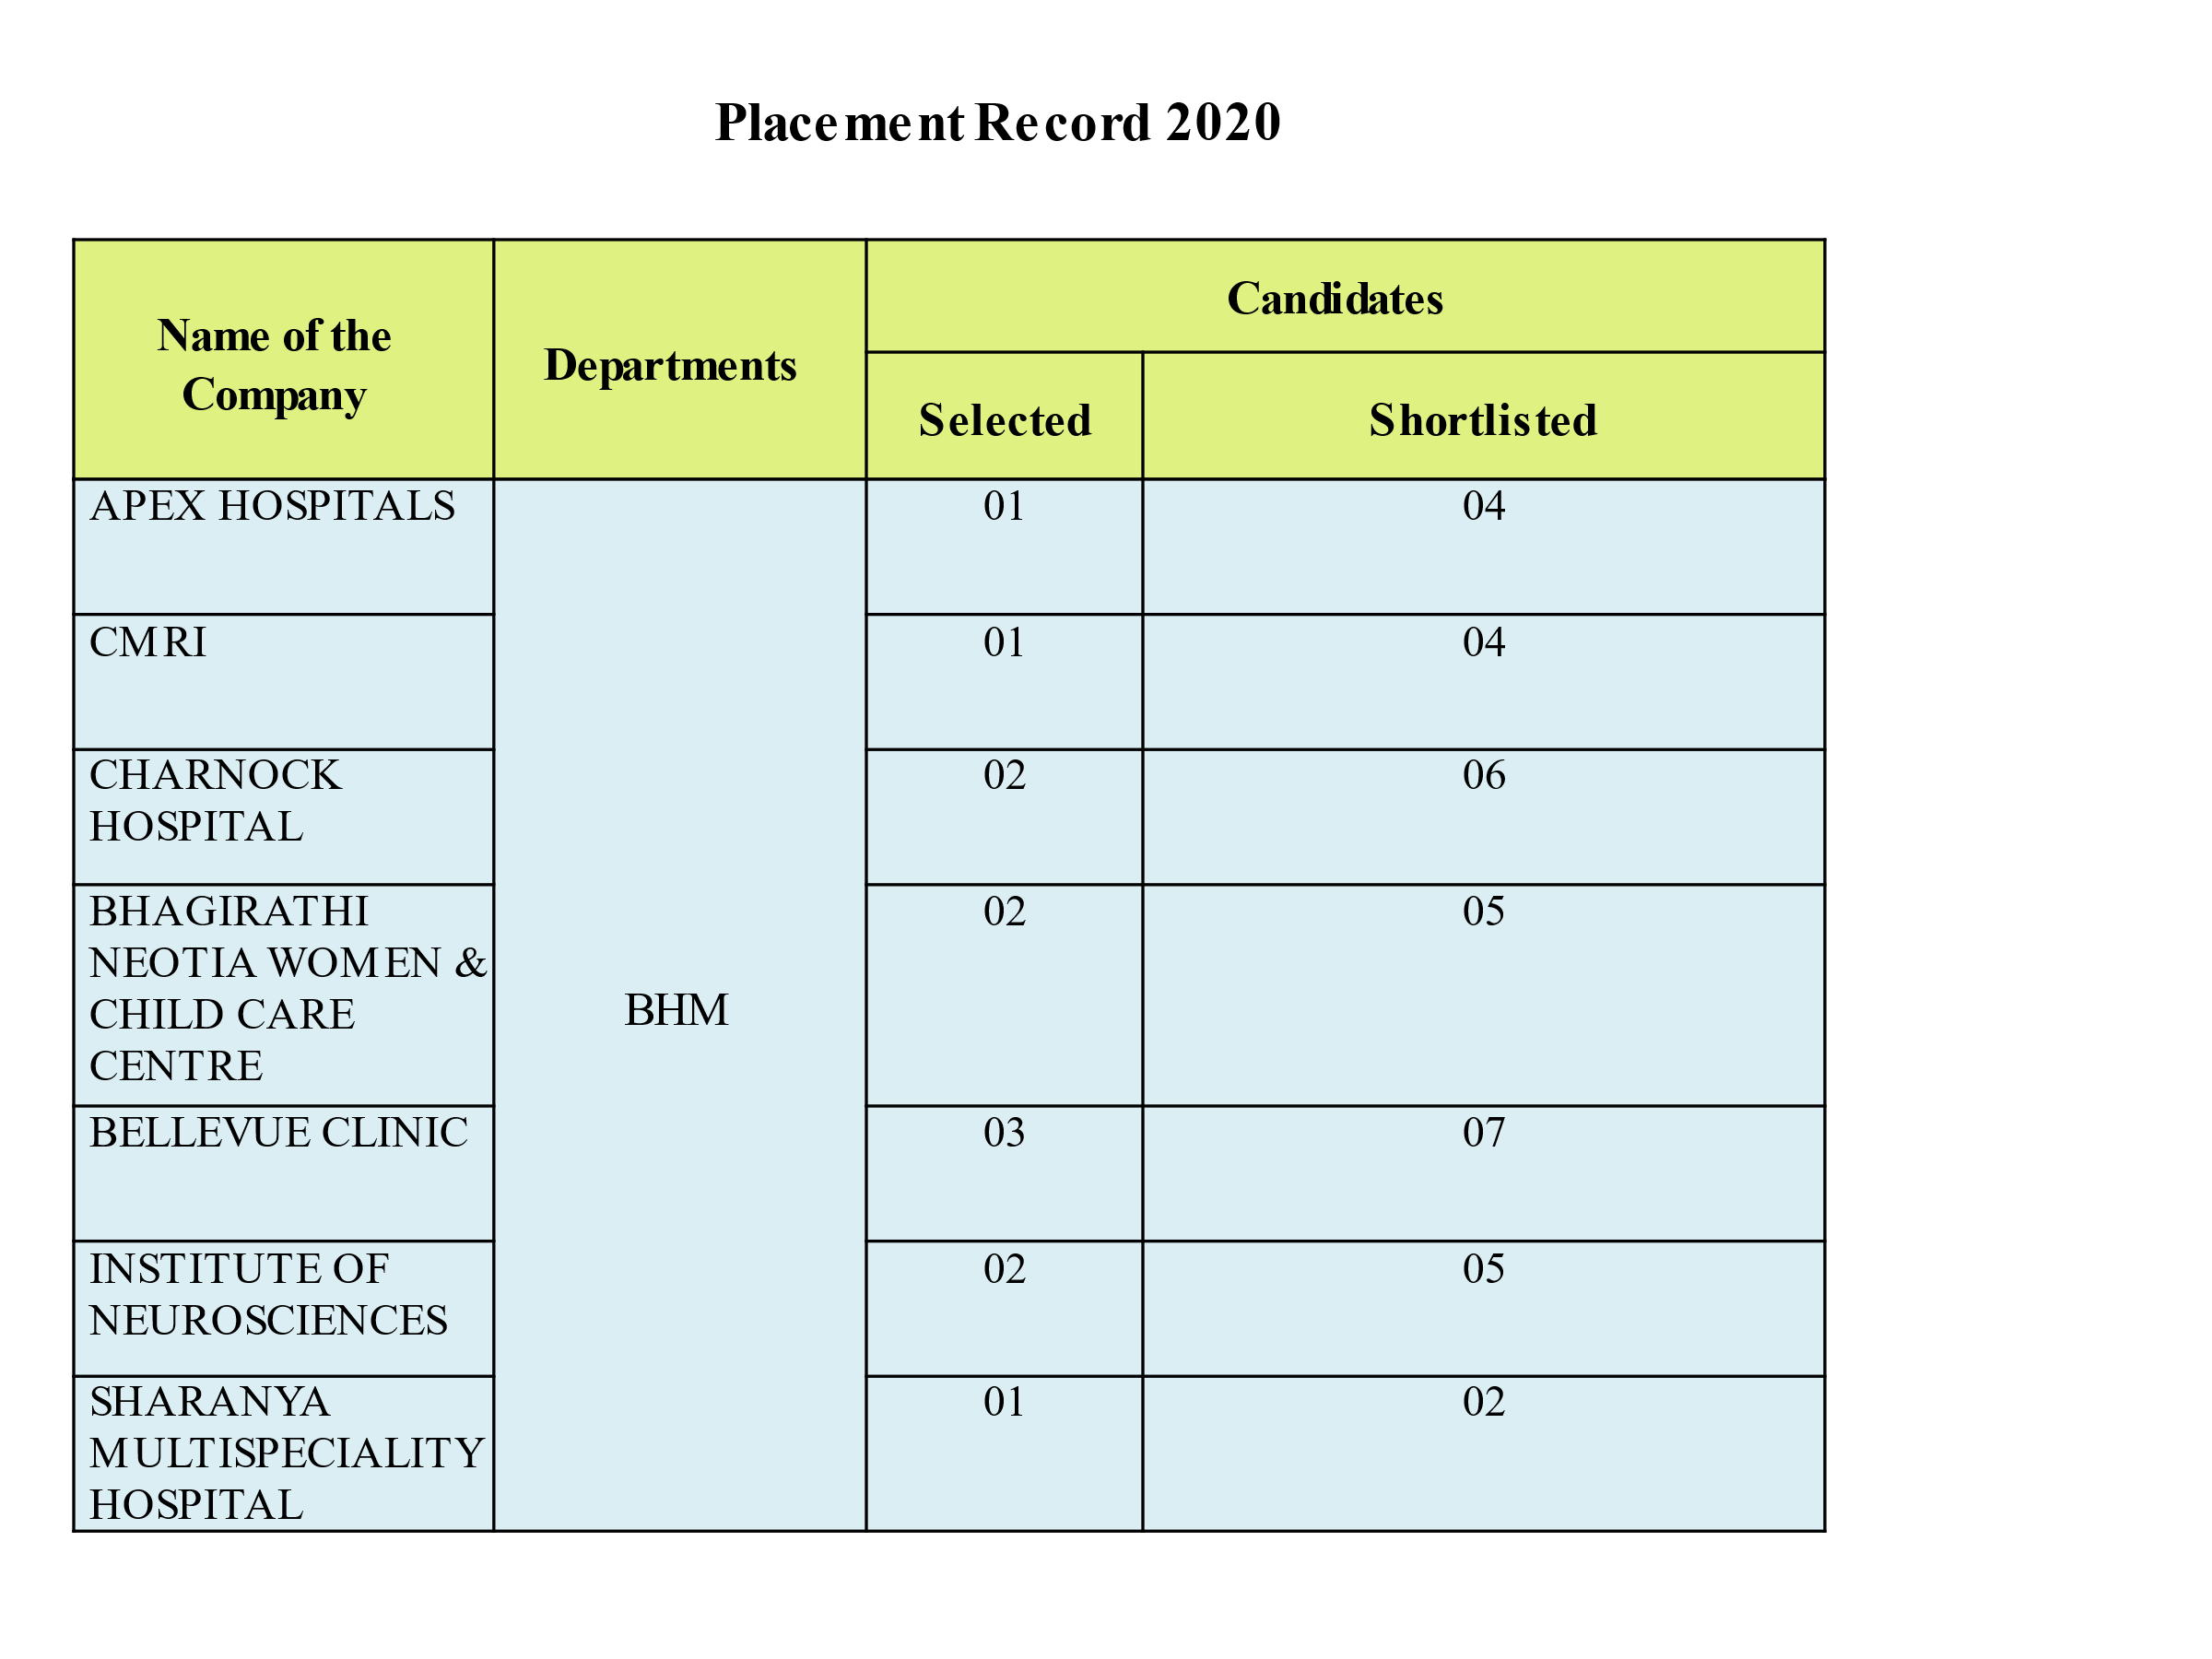 Placement Record 2020
Name of the
Company
Departments
Candidates
Selected
Shortlisted
APEX HOSPITALS
01
04
CMRI
01
04
CHARNOCK
HOSPITAL
02
06
BHAGIRATHI
NEOTIA WOMEN &
CHILD CARE
CENTRE
02
05
BHM
BELLEVUE CLINIC
03
07
INSTITUTE OF
NEUROSCIENCES
02
05
SHARANYA
MULTISPECIALITY
HOSPITAL
01
02